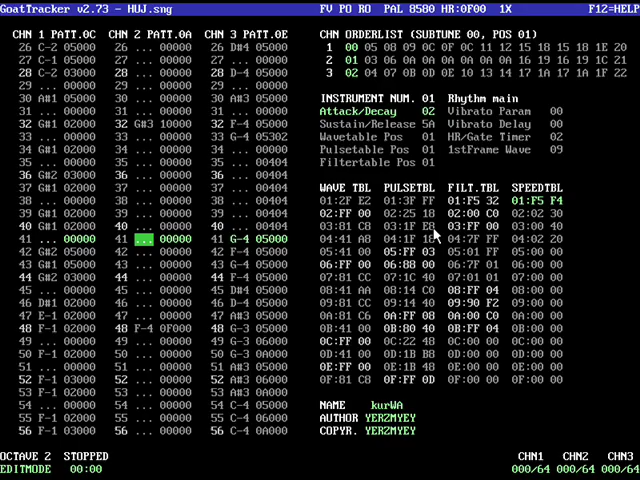 GoatTracker v2.73 - HUJ.sng FV PO RO PAL 8580 HR:0F00 1X F12=HELP
CHN 1 PATT.0C CHN 2 PATT.0A CHN 3 PATT.0E CHN ORDERLIST (SUBTUNE 00, POS 01)
26 C-2 05000 26 ... 00000 26 D#4 05000 1 00 05 08 09 0C 0F 0C 11 12 15 18 15 18 1E 20
27 C-1 05000 27 ... 00000 27 ... 00000 2 01 03 06 0A 0A 0A 0A 0A 16 19 16 19 1B 1D 21
28 C-2 03000 28 ... 00000 28 D-4 05000 3 02 04 07 0B 0D 0E 10 13 14 17 1A 17 1A 1F 22
29 ... 00000 29 ... 00000 29 ... 00000
30 A#1 05000 30 ... 00000 30 A#3 05000 INSTRUMENT NUM. 01 Rhythm main
31 ... 00000 31 ... 00000 31 ... 00000 Attack/Decay 02 Vibrato Param 00
32 G#1 02000 32 G#3 10000 32 F-4 05000 Sustain/Release 5A Vibrato Delay 00
33 G#1 02000 33 ... 00000 33 G-4 05302 Wavetable Pos 01 HR/Gate Timer 02
34 ... 00000 34 ... 00000 34 ... 00000 Pulsetable Pos 01 1stFrame Wave 09
35 ... 00000 35 ... 00000 35 ... 00404 Filtertable Pos 01
36 G#2 03000 36 ... 00000 36 ... 00404
37 G#1 02000 37 ... 00000 37 ... 00404 WAVE TBL PULSETBL FILT.TBL SPEEDTBL
38 ... 00000 38 ... 00000 38 ... 00404 01:2F E2 01:3F FF 01:F5 32 01:F5 F4
39 G#1 02000 39 ... 00000 39 ... 00404 02:FF 00 02:25 18 02:00 C0 02:02 30
40 G#1 02000 40 ... 00000 40 ... 00404 03:81 C8 03:1F E8 03:FF 00 03:00 40
41 ... 00000 41 ... 00000 41 G-4 05000 04:41 A8 04:1F 18 04:7F FF 04:02 20
42 G#2 05000 42 ... 00000 42 F-4 05000 05:41 00 05:FF 03 05:01 FF 05:00 00
43 G#1 05000 43 ... 00000 43 G-4 05000 06:FF 00 06:88 00 06:7F 01 06:00 00
44 G#2 03000 44 ... 00000 44 F-4 05000 07:81 CC 07:1C 40 07:01 01 07:00 00
45 ... 00000 45 ... 00000 45 D#4 05000 08:41 AA 08:14 C0 08:FF 04 08:00 00
46 D#1 02000 46 ... 00000 46 D-4 05000 09:81 CC 09:14 40 09:90 F2 09:00 00
47 E-1 02000 47 ... 00000 47 C-4 05000 0A:81 C6 0A:FF 08 0A:00 C0 0A:00 00
48 F-1 02000 48 F-4 0F000 48 G-3 05000 0B:41 00 0B:80 40 0B:FF 04 0B:00 00
49 ... 00000 49 ... 00000 49 G-3 05000 0C:FF 00 0C:22 48 0C:00 00 0C:00 00
50 F-1 02000 50 ... 00000 50 G-3 0A000 0D:41 00 0D:1B B8 0D:00 00 0D:00 00
51 ... 00000 51 ... 00000 51 A#3 05000 0E:FF 00 0E:1B 48 0E:00 00 0E:00 00
52 F-1 03000 52 ... 00000 52 A#3 06000 0F:81 C8 0F:FF 0D 0F:00 00 0F:00 00
53 F-1 02000 53 ... 00000 53 A#3 0A000
54 ... 00000 54 ... 00000 54 C-4 05000 NAME kurWA
55 F-1 02000 55 ... 00000 55 C-4 06000 AUTHOR YERZMYEY
56 F-1 03000 56 ... 00000 56 C-4 0A000 COPYR. YERZMYEY
OCTAVE 2 STOPPED CHN1 CHN2 CHN3
EDITMODE 00:00 000/64 000/64 000/64